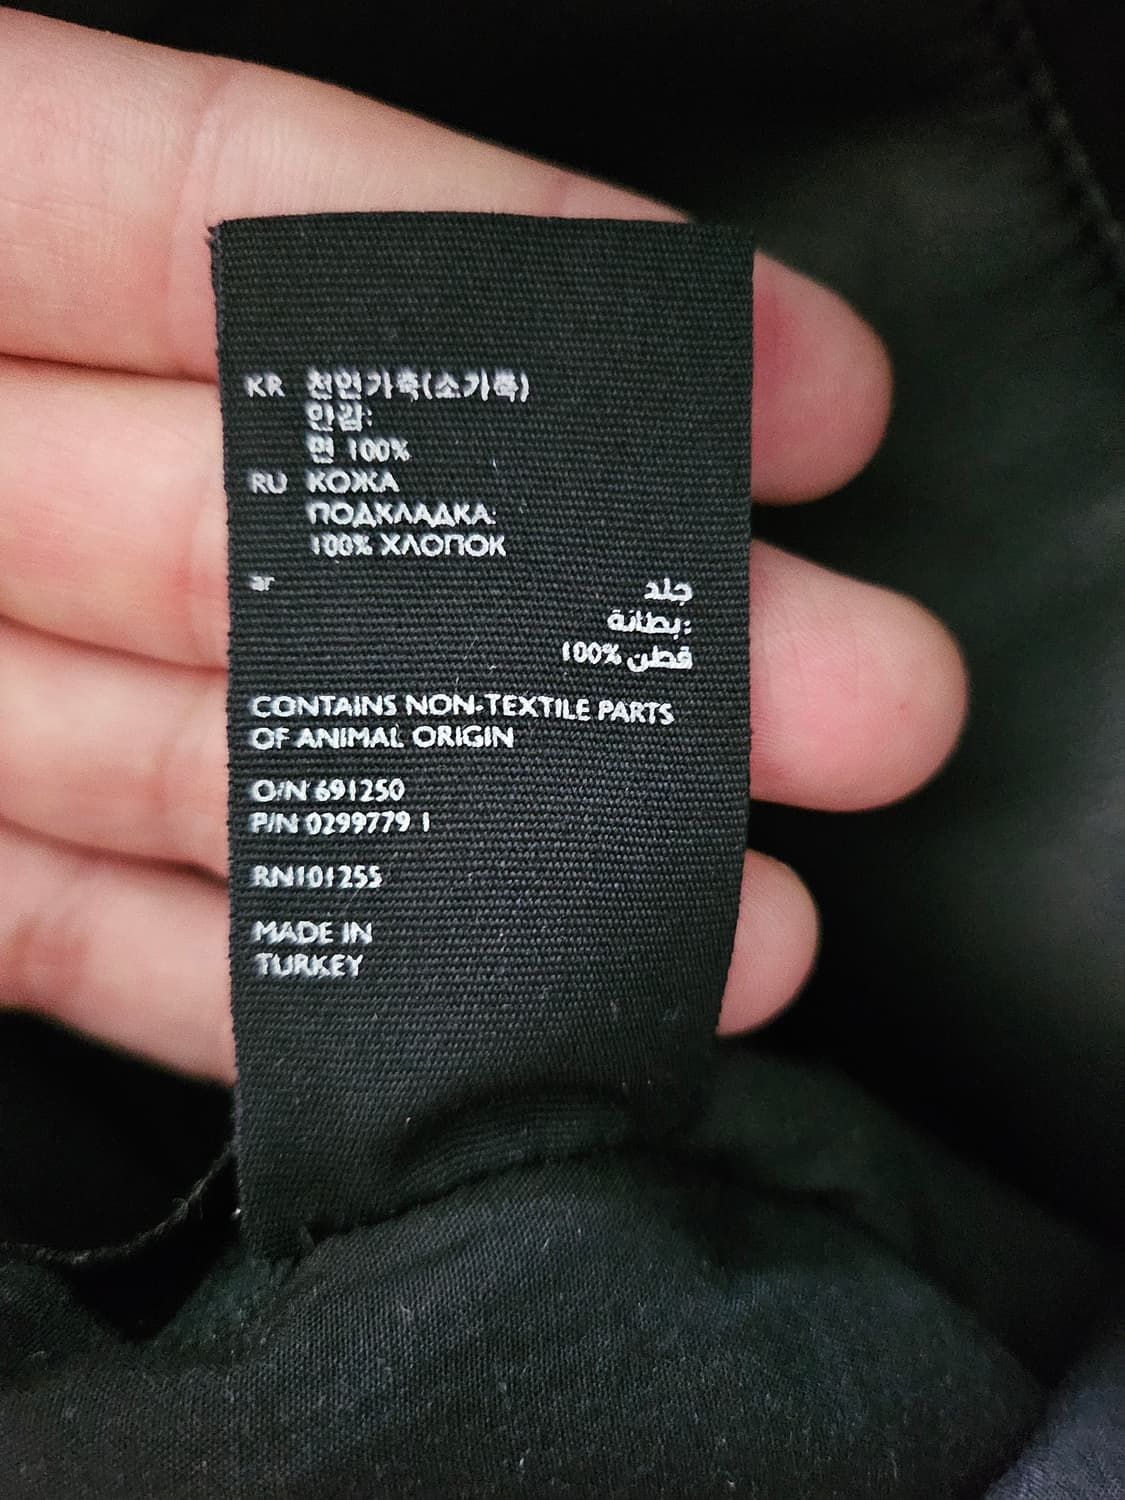 KR 천연가죽(소가죽)
안감:
면 100%
RU КОЖА
ПОДКЛАДКА:
100% ХЛОПОК
ar جلد
بطانة:
قطن 100%
CONTAINS NON-TEXTILE PARTS
OF ANIMAL ORIGIN
O/N 691250
P/N 0299779 1
RN101255
MADE IN
TURKEY